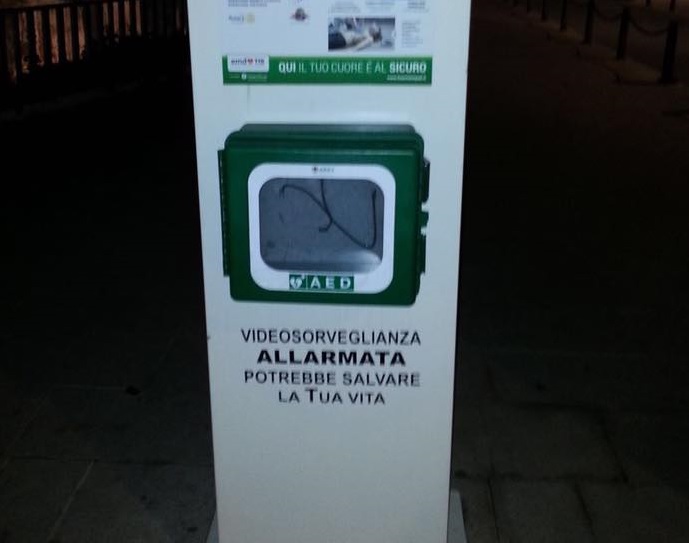 QUI IL TUO CUORE È AL SICURO
AED
VIDEOSORVEGLIANZA
ALLARMATA
POTREBBE SALVARE
LA TUA VITA